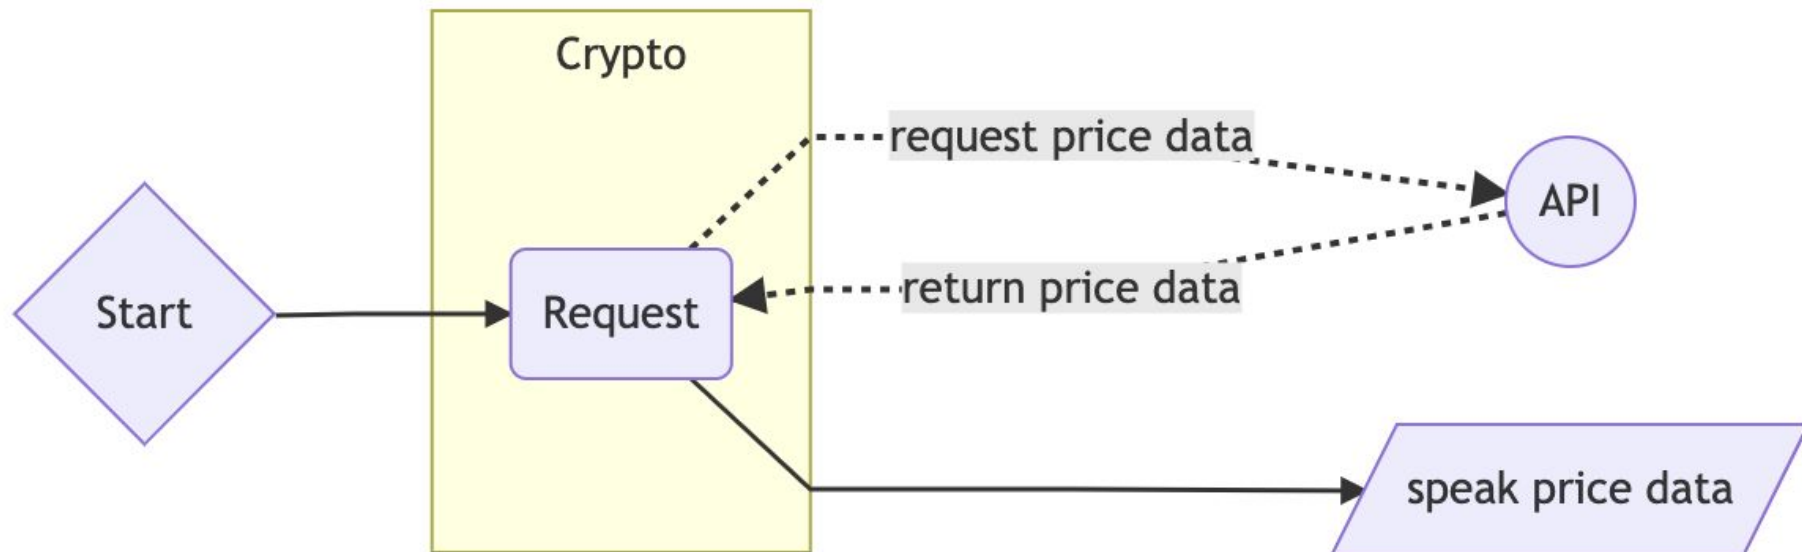 Crypto
request price data
API
return price data
Start
Request
speak price data